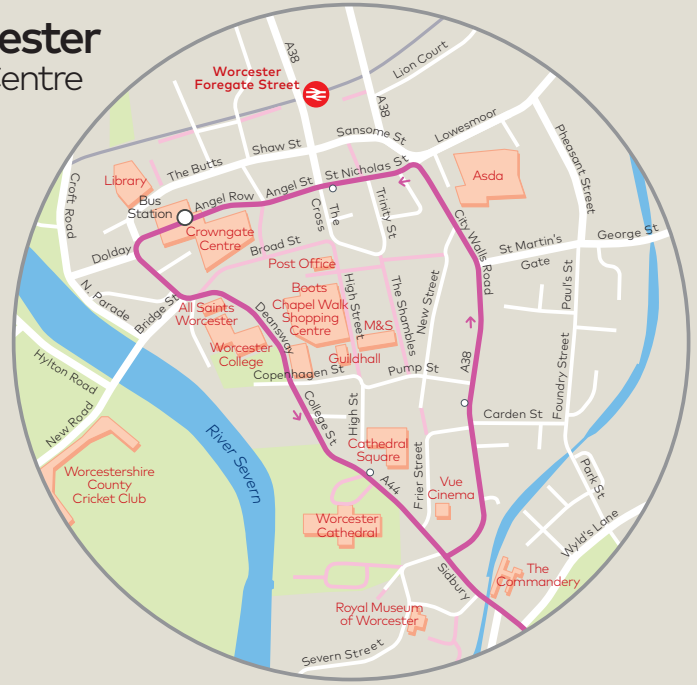 ester
Centre
Worcester
Foregate Street
A38
A38
Lion Court
Lowesmoor
Sansome St
Shaw St
The Butts
Library
Bus
Station
Angel Row
Angel St
St Nicholas St
The
Cross
Trinity St
Asda
Pheasant Street
Croft Road
Crowngate
Centre
Dolday
Broad St
City Walls Road
St Martin's
Gate
George St
Post Office
N. Parade
Bridge St
All Saints
Worcester
Deansway
Boots
Chapel Walk
Shopping
Centre
High Street
The Shambles
New Street
Paul's St
M&S
Guildhall
Worcester
College
Hylton Road
New Road
Copenhagen St
Pump St
A38
Foundry Street
Carden St
College St
High St
Cathedral
Square
Frier Street
River Severn
Worcestershire
County
Cricket Club
A44
Vue
Cinema
Park St
Wyld's Lane
Worcester
Cathedral
Sidbury
The
Commandery
Royal Museum
of Worcester
Severn Street